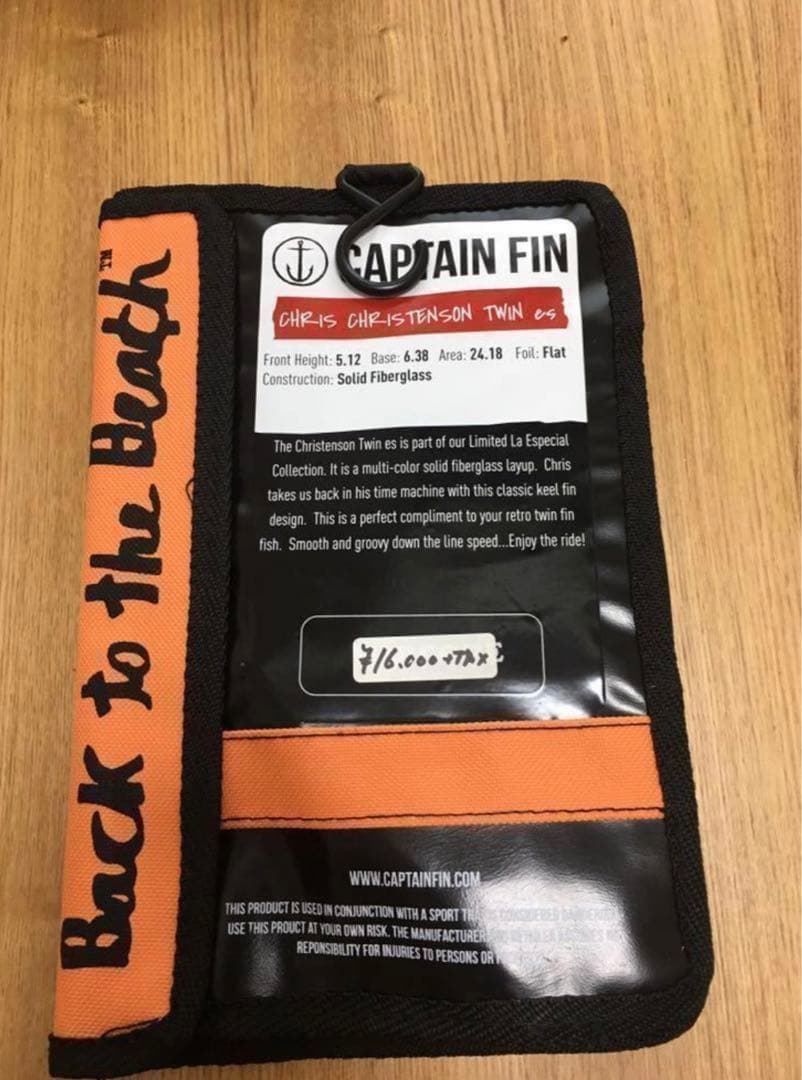 Back to the Beach™
CAPTAIN FIN
CHRIS CHRISTENSON TWIN es
Front Height: 5.12 Base: 6.38 Area: 24.18 Foil: Flat
Construction: Solid Fiberglass
The Christenson Twin es is part of our Limited La Especial
Collection. It is a multi-color solid fiberglass layup. Chris
takes us back in his time machine with this classic keel fin
design. This is a perfect compliment to your retro twin fin
fish. Smooth and groovy down the line speed...Enjoy the ride!
¥16.000+TAX
WWW.CAPTAINFIN.COM
THIS PRODUCT IS USED IN CONJUNCTION WITH A SPORT THAT IS CONSIDERED DANGEROUS
USE THIS PROUCT AT YOUR OWN RISK. THE MANUFACTURER
REPONSIBILITY FOR INJURIES TO PERSONS OR